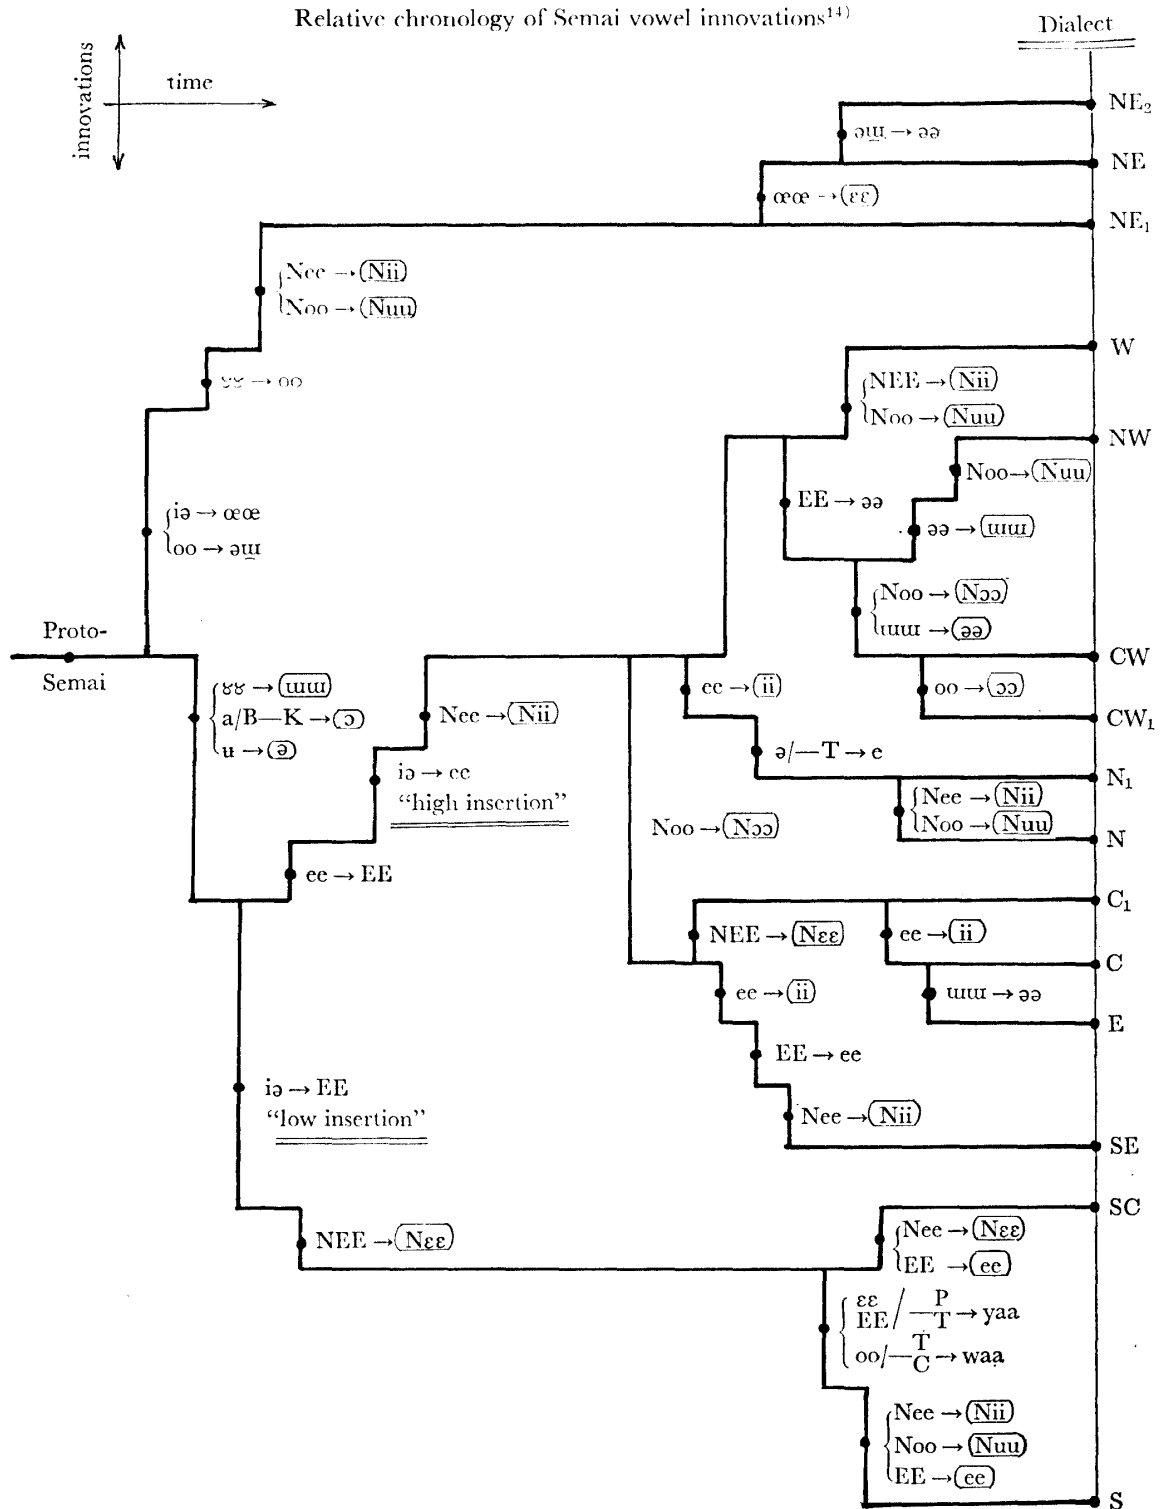 Relative chronology of Semai vowel innovations¹⁴⁾
Dialect
innovations
time
NE₂
əɯ̄ → əə
NE
œœ → (ɛɛ)
NE₁
Nee → (Nii)
Noo → (Nuu)
W
ɤɤ → oo
NEE → (Nii)
Noo → (Nuu)
NW
Noo → (Nuu)
EE → əə
iə → œœ
oo → əɯ̄
əə → (ɯɯ)
Noo → (Nɔɔ)
ɯɯ → (əə)
Proto-
Semai
CW
ɤɤ → (ɯɯ)
a/B—K → (ɔ)
ʉ → (ə)
Nee → (Nii)
ee → (ii)
oo → (ɔɔ)
CW₁
ə/—T → e
iə → ee
"high insertion"
N₁
Nee → (Nii)
Noo → (Nuu)
Noo → (Nɔɔ)
N
ee → EE
C₁
NEE → (Nɛɛ)
ee → (ii)
C
ee → (ii)
ɯɯ → əə
E
EE → ee
iə → EE
"low insertion"
Nee → (Nii)
SE
SC
NEE → (Nɛɛ)
Nee → (Nɛɛ)
EE → (ee)
ɛɛ P
EE /— T → yaa
T
oo/— C → waa
Nee → (Nii)
Noo → (Nuu)
EE → (ee)
S